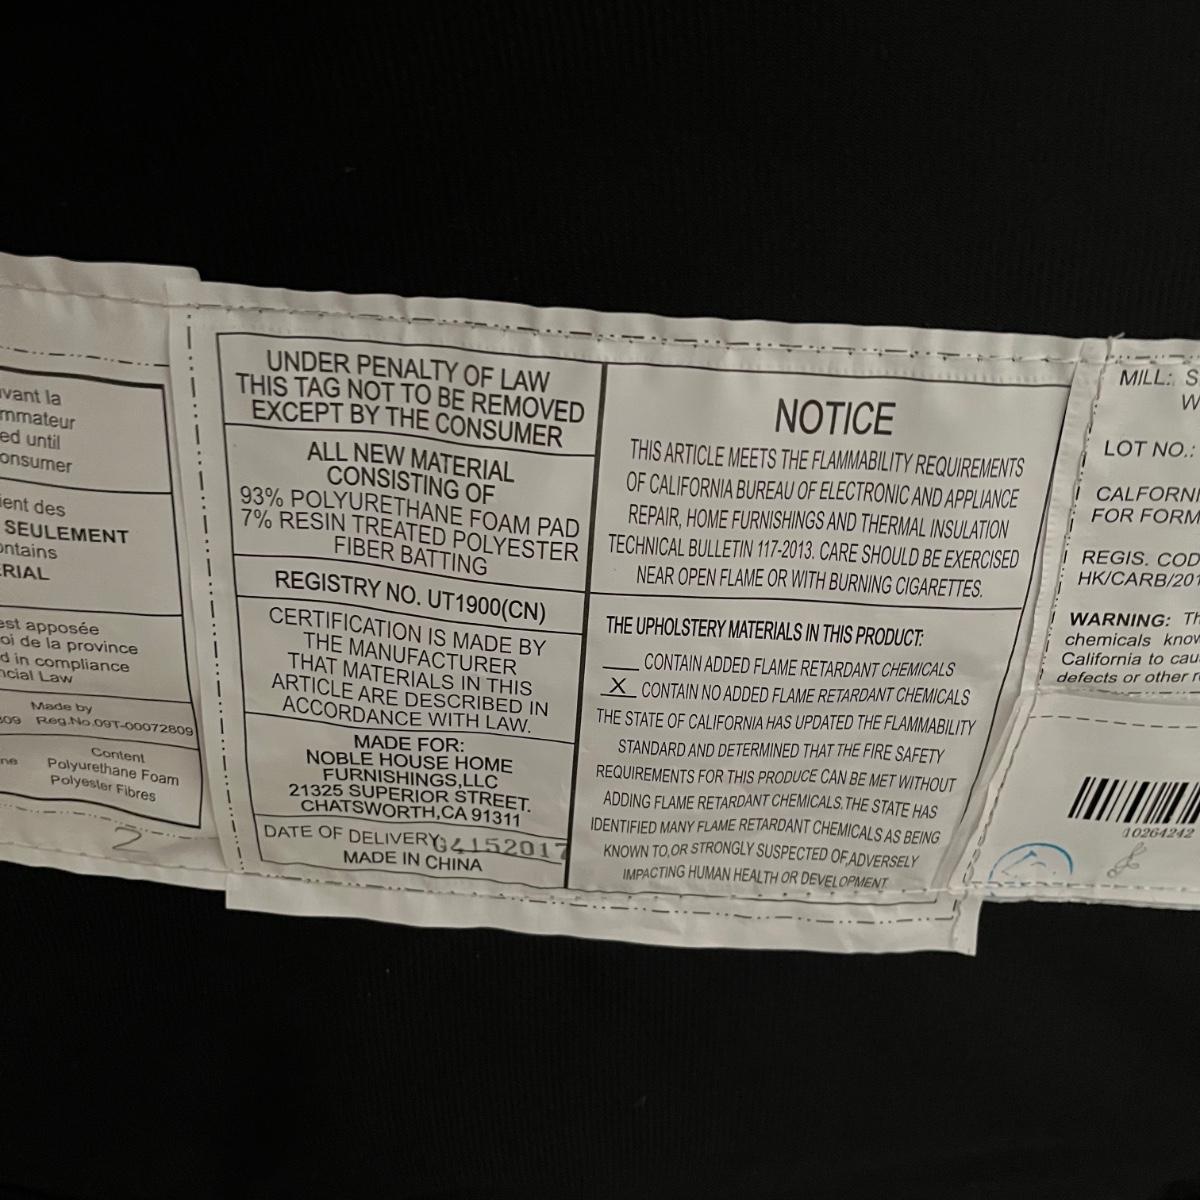 vant la
mmateur
ed until
onsumer
ient des
SEULEMENT
ontains
ERIAL
est apposée
oi de la province
d in compliance
ncial Law
Made by
809 Reg.No.09T-00072809
Content
ne Polyurethane Foam
Polyester Fibres
2
UNDER PENALTY OF LAW
THIS TAG NOT TO BE REMOVED
EXCEPT BY THE CONSUMER
ALL NEW MATERIAL
CONSISTING OF
93% POLYURETHANE FOAM PAD
7% RESIN TREATED POLYESTER
FIBER BATTING
REGISTRY NO. UT1900(CN)
CERTIFICATION IS MADE BY
THE MANUFACTURER
THAT MATERIALS IN THIS
ARTICLE ARE DESCRIBED IN
ACCORDANCE WITH LAW.
MADE FOR:
NOBLE HOUSE HOME
FURNISHINGS,LLC
21325 SUPERIOR STREET.
CHATSWORTH,CA 91311
DATE OF DELIVERY 04152017
MADE IN CHINA
NOTICE
THIS ARTICLE MEETS THE FLAMMABILITY REQUIREMENTS
OF CALIFORNIA BUREAU OF ELECTRONIC AND APPLIANCE
REPAIR, HOME FURNISHINGS AND THERMAL INSULATION
TECHNICAL BULLETIN 117-2013. CARE SHOULD BE EXERCISED
NEAR OPEN FLAME OR WITH BURNING CIGARETTES.
THE UPHOLSTERY MATERIALS IN THIS PRODUCT:
___ CONTAIN ADDED FLAME RETARDANT CHEMICALS
X CONTAIN NO ADDED FLAME RETARDANT CHEMICALS
THE STATE OF CALIFORNIA HAS UPDATED THE FLAMMABILITY
STANDARD AND DETERMINED THAT THE FIRE SAFETY
REQUIREMENTS FOR THIS PRODUCE CAN BE MET WITHOUT
ADDING FLAME RETARDANT CHEMICALS.THE STATE HAS
IDENTIFIED MANY FLAME RETARDANT CHEMICALS AS BEING
KNOWN TO,OR STRONGLY SUSPECTED OF,ADVERSELY
IMPACTING HUMAN HEALTH OR DEVELOPMENT
MILL: S
W
LOT NO.:
CALFORNI
FOR FORM
REGIS. COD
HK/CARB/201
WARNING: Th
chemicals know
California to cau
defects or other r
10264242